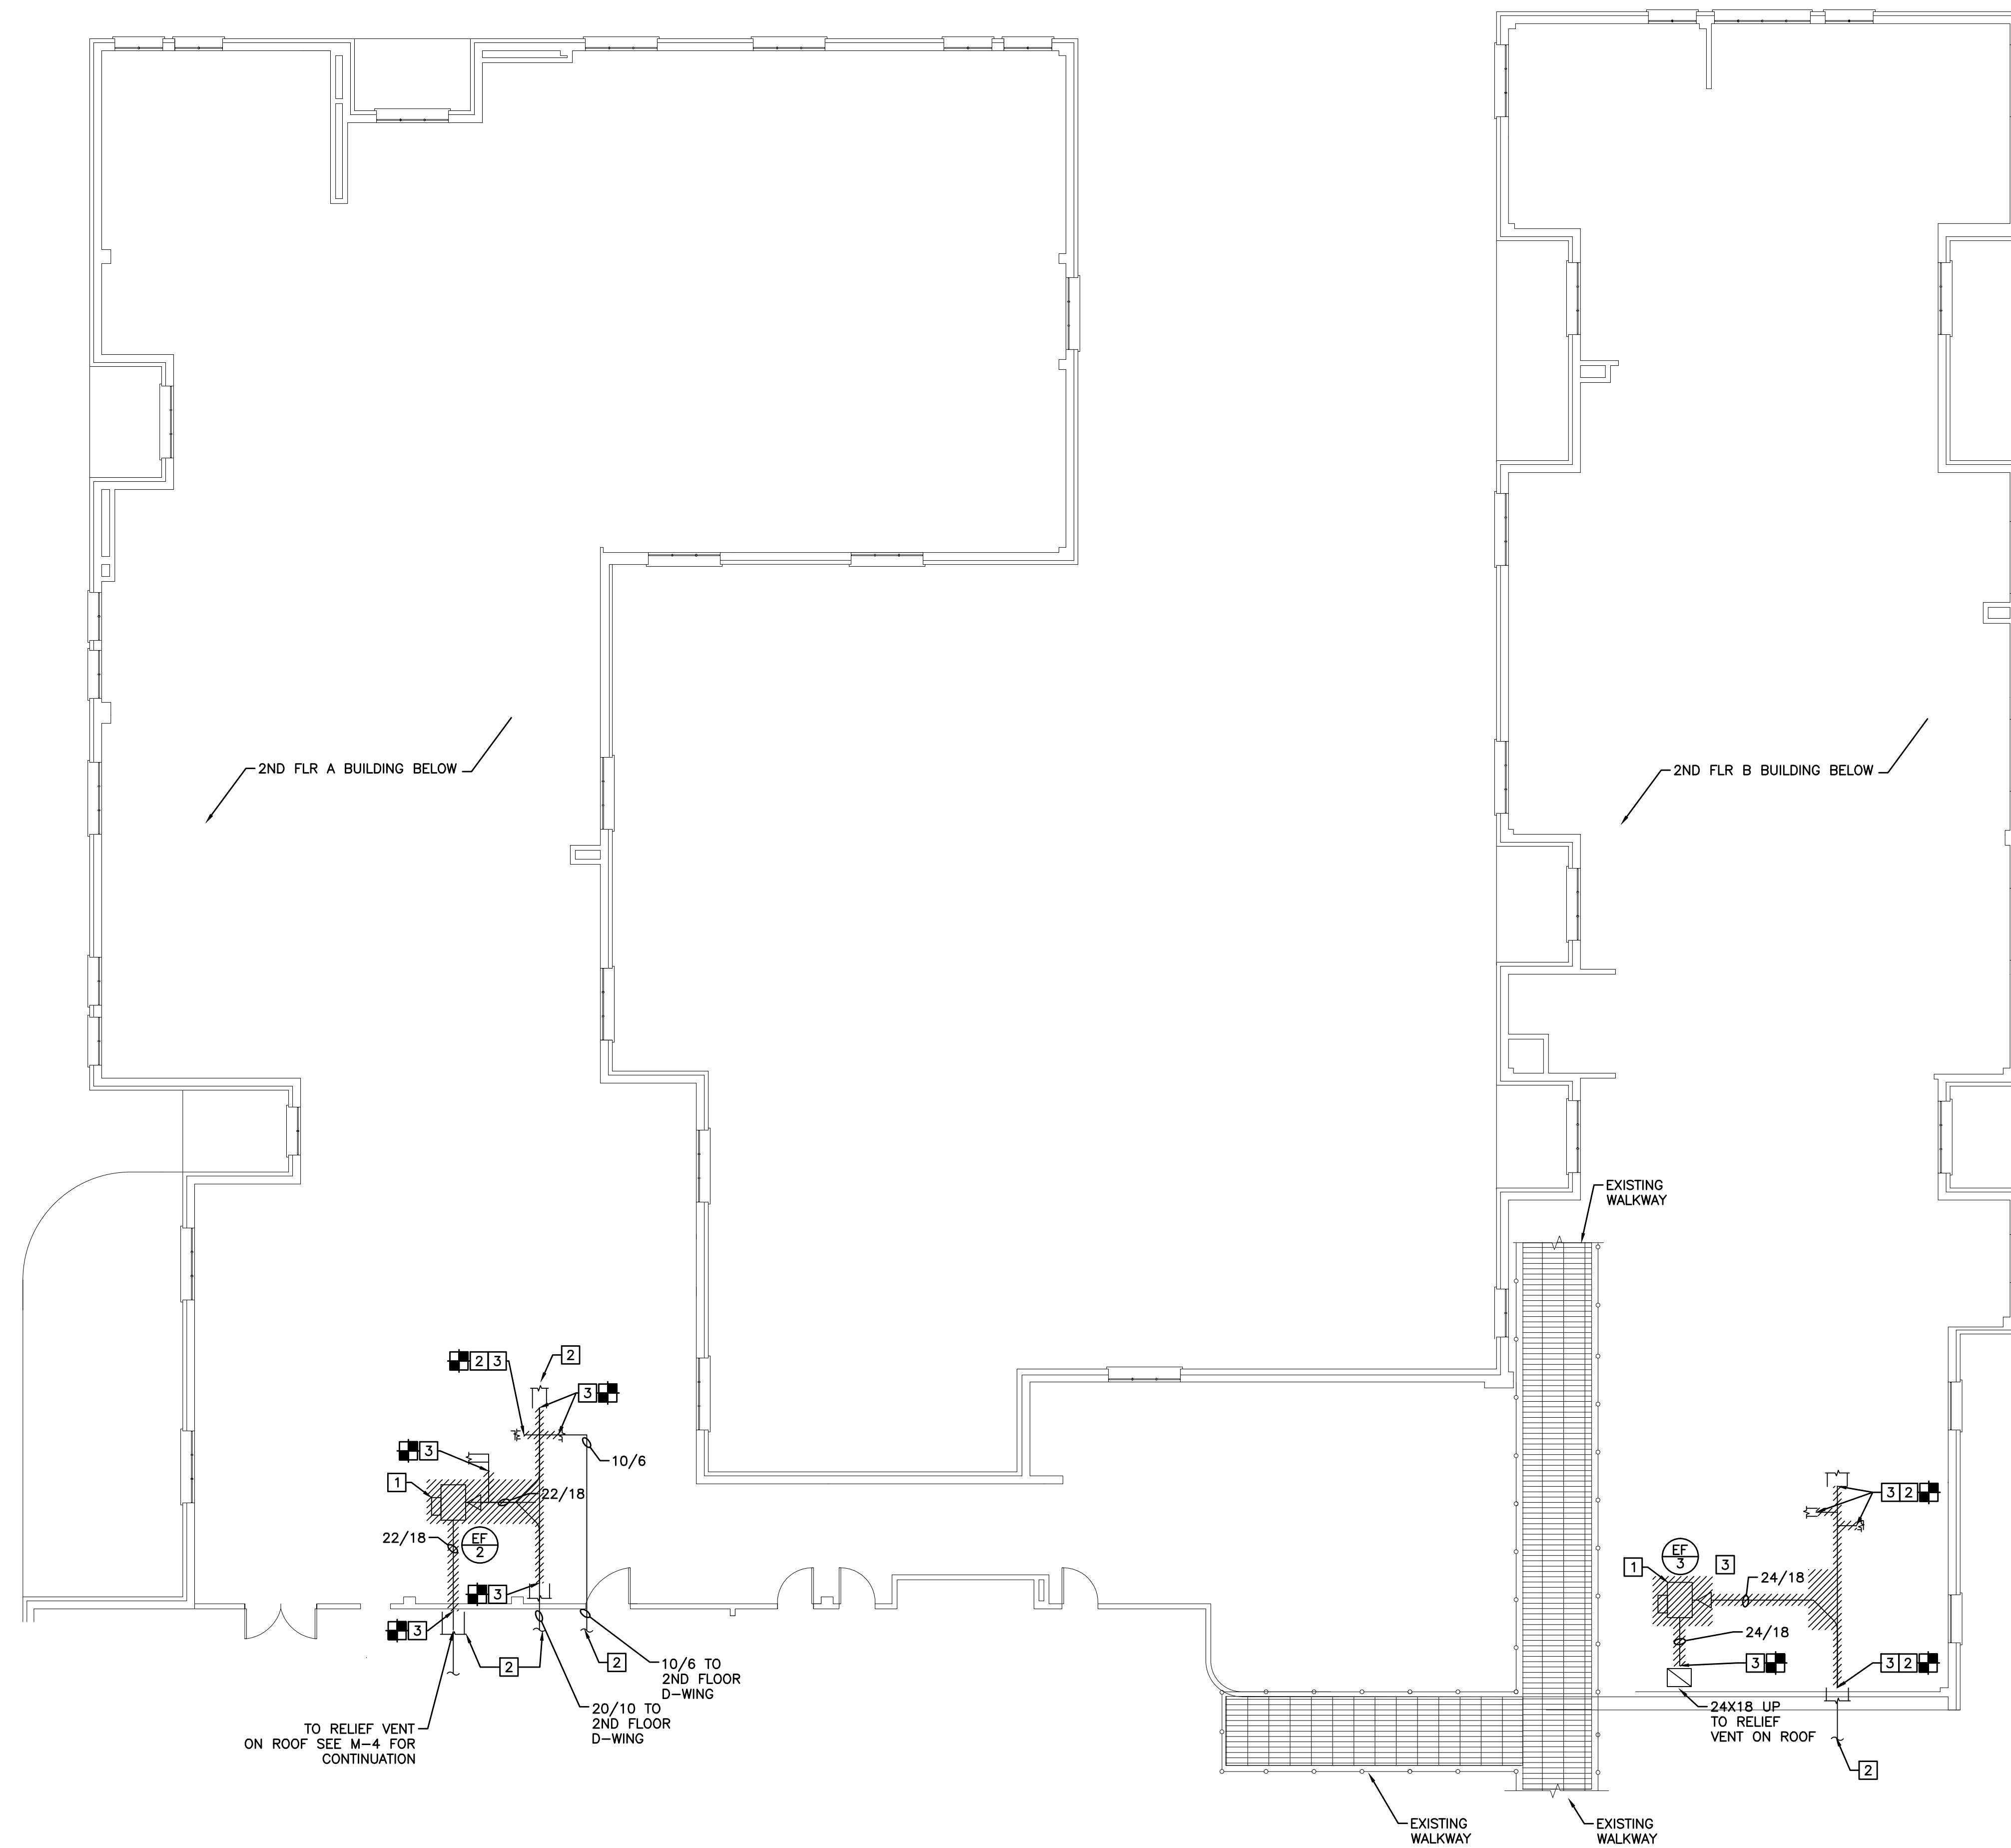 2ND FLR A BUILDING BELOW
2ND FLR B BUILDING BELOW
EXISTING
WALKWAY
2 3
2
3
3
10/6
1
22/18
22/18
EF
2
3
3
2
2
10/6 TO
2ND FLOOR
D-WING
20/10 TO
2ND FLOOR
D-WING
TO RELIEF VENT
ON ROOF SEE M-4 FOR
CONTINUATION
3 2
EF
3
3
1
24/18
24/18
3
3 2
24X18 UP
TO RELIEF
VENT ON ROOF
2
EXISTING
WALKWAY
EXISTING
WALKWAY